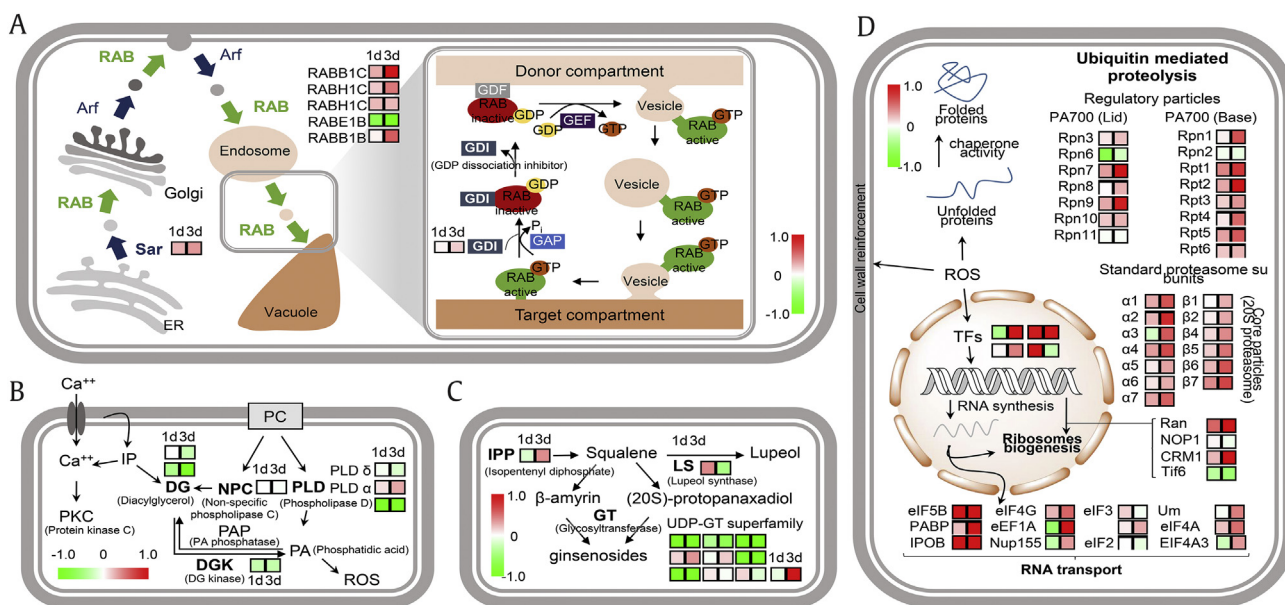 A
RAB
Arf
Arf
RAB
Endosome
Golgi
RAB
RAB
Sar
1d 3d
ER
Vacuole
1d 3d
RABB1C
RABH1C
RABH1C
RABE1B
RABB1B
Donor compartment
GDF
RAB
inactive
GDP
GDP
GEF
GTP
Vesicle
GTP
RAB
active
GDI
(GDP dissociation inhibitor)
GDP
GDI
RAB
inactive
Vesicle
GTP
RAB
active
1d 3d
GDI
Pi
GAP
GTP
RAB
active
Vesicle
GTP
RAB
active
1.0
0
-1.0
Target compartment
B
Ca++
PC
Ca++
IP
1d 3d
DG
(Diacylglycerol)
NPC
1d 3d
(Non-specific
phospholipase C)
PLD
(Phospholipase D)
1d 3d
PLD δ
PLD α
PKC
(Protein kinase C)
PAP
(PA phosphatase)
PA (Phosphatidic acid)
-1.0 0 1.0
DGK
(DG kinase)
1d3d
ROS
C
IPP
1d 3d
(Isopentenyl diphosphate)
Squalene
1d 3d
LS
(Lupeol synthase)
Lupeol
1.0
0
-1.0
β-amyrin
(20S)-protopanaxadiol
GT
(Glycosyltransferase)
UDP-GT superfamily
1d3d
ginsenosides
D
Cell wall reinforcement
1.0
0
-1.0
Folded
proteins
chaperone
activity
Unfolded
proteins
ROS
Ubiquitin mediated
proteolysis
Regulatory particles
PA700 (Lid)
Rpn3
Rpn6
Rpn7
Rpn8
Rpn9
Rpn10
Rpn11
PA700 (Base)
Rpn1
Rpn2
Rpt1
Rpt2
Rpt3
Rpt4
Rpt5
Rpt6
Standard proteasome su
bunits
α1
α2
α3
α4
α5
α6
α7
β1
β2
β4
β5
β6
β7
Core particles
(20S proteasome)
TFs
RNA synthesis
Ribosomes
biogenesis
Ran
NOP1
CRM1
Tif6
eIF5B
PABP
IPOB
eIF4G
eEF1A
Nup155
eIF3
eIF2
Um
eIF4A
EIF4A3
RNA transport